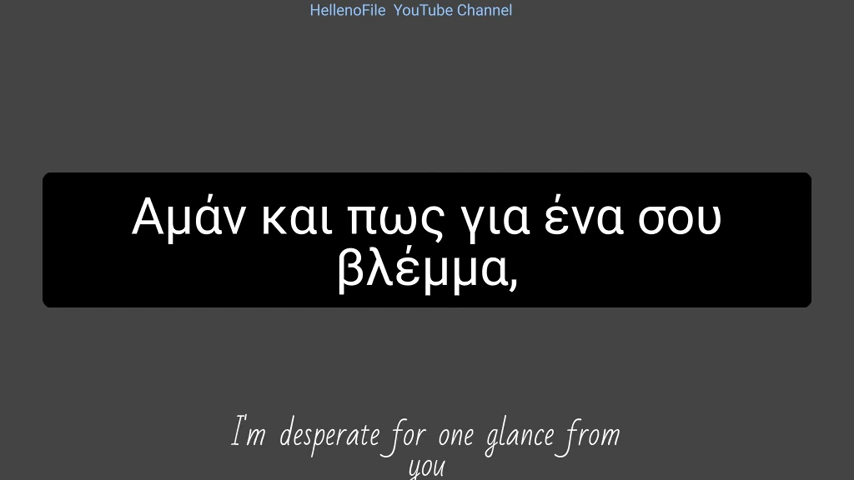 HellenoFile YouTube Channel
Αμάν και πως για ένα σου
βλέμμα,
I'm desperate for one glance from
you